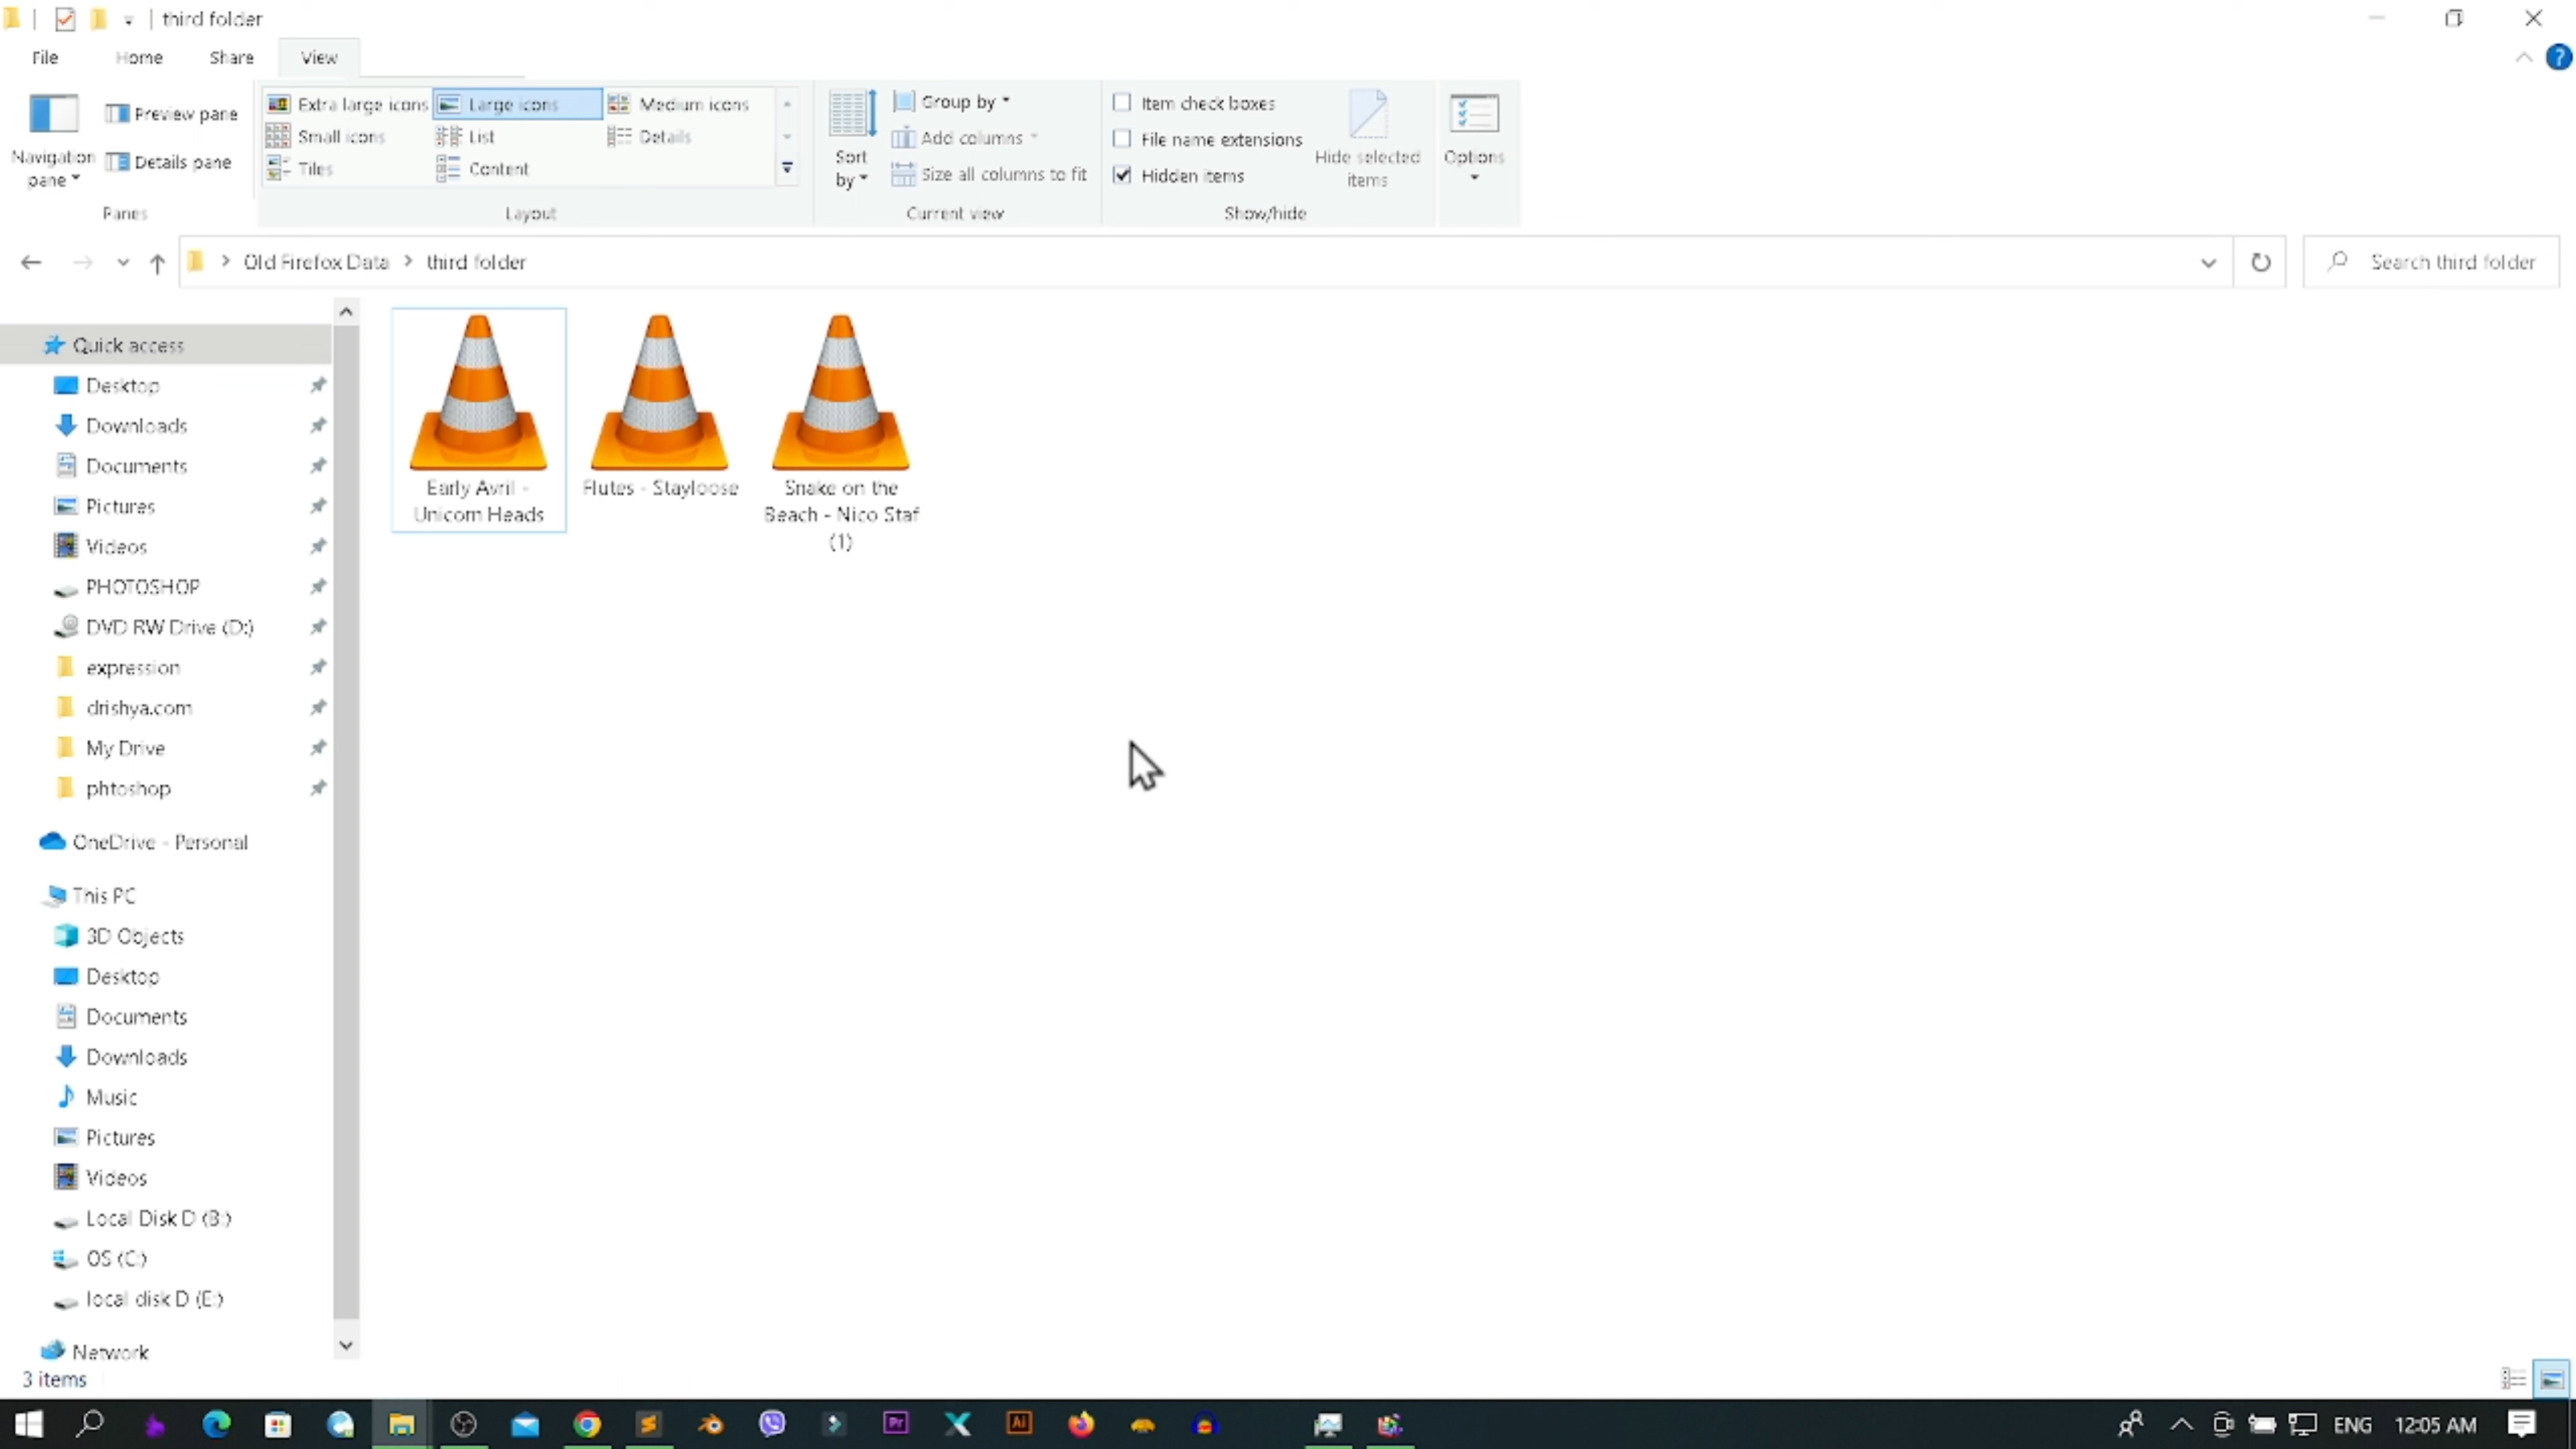 third folder
File Home Share View
Navigation pane
Preview pane
Details pane
Panes
Extra large icons Large icons Medium icons
Small icons List Details
Tiles Content
Layout
Sort by
Group by
Add columns
Size all columns to fit
Current view
Item check boxes
File name extensions
Hidden items
Hide selected
items
Show/hide
Options
Old Firefox Data > third folder
Search third folder
Quick access
Desktop
Downloads
Documents
Pictures
Videos
PHOTOSHOP
DVD RW Drive (D:)
expression
drishya.com
My Drive
phtoshop
OneDrive - Personal
This PC
3D Objects
Desktop
Documents
Downloads
Music
Pictures
Videos
Local Disk D (B:)
OS (C:)
local disk D (E:)
Network
Early Avril -
Unicorn Heads
Flutes - Stayloose
Snake on the
Beach - Nico Staf
(1)
3 items
Pr
Ai
ENG 12:05 AM